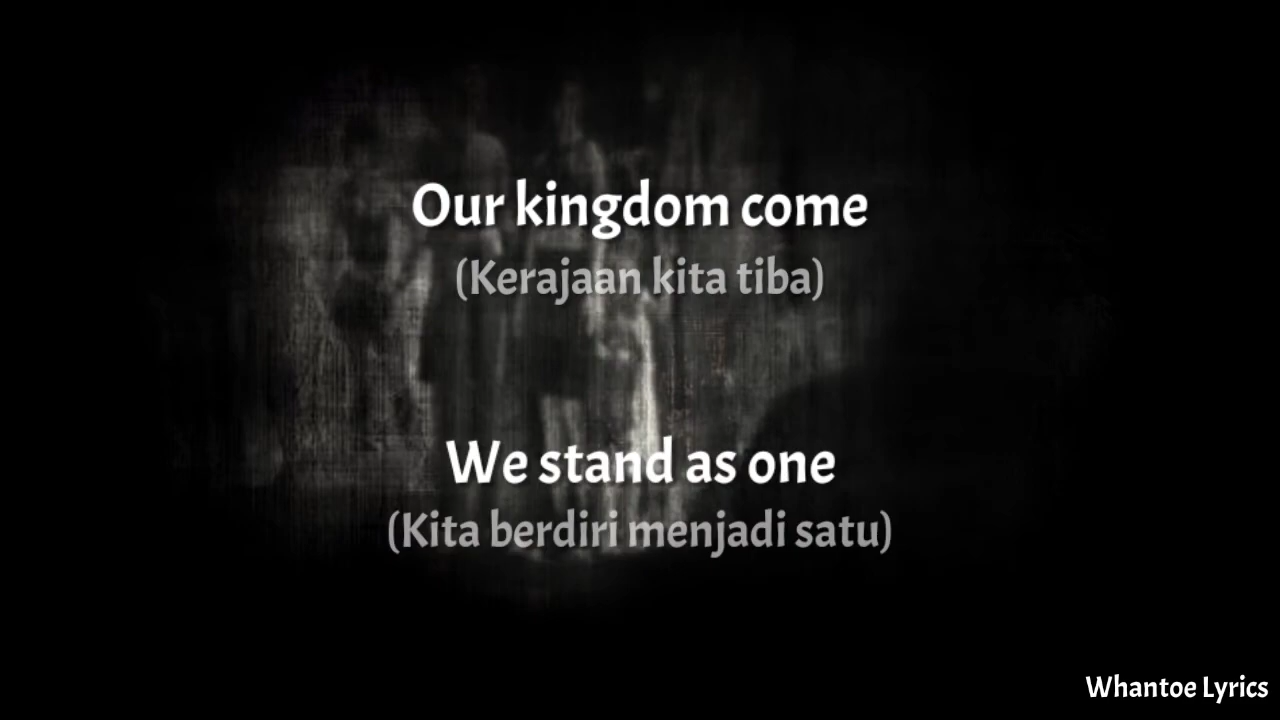 Our kingdom come
(Kerajaan kita tiba)
We stand as one
(Kita berdiri menjadi satu)
Whantoe Lyrics